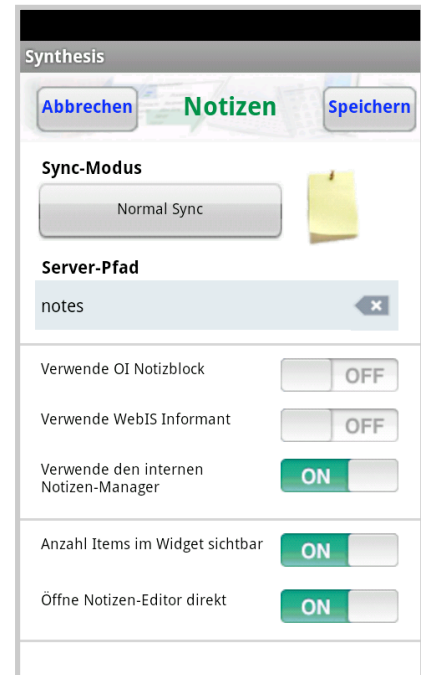 Synthesis
Abbrechen Notizen Speichern
Sync-Modus
Normal Sync
Server-Pfad
notes
Verwende OI Notizblock OFF
Verwende WebIS Informant OFF
Verwende den internen
Notizen-Manager ON
Anzahl Items im Widget sichtbar ON
Öffne Notizen-Editor direkt ON